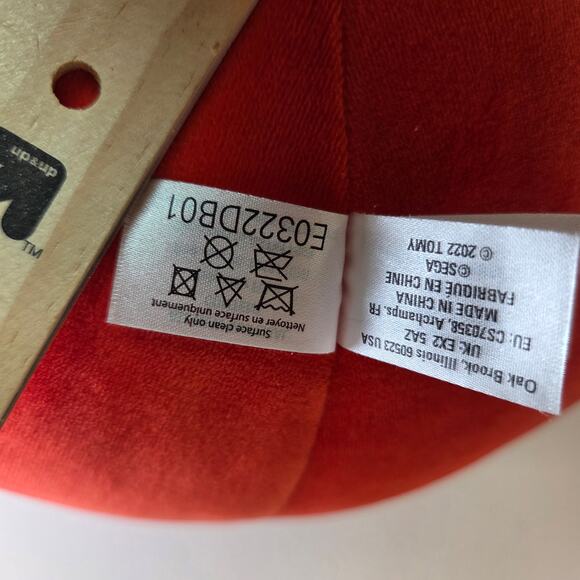 Surface clean only
Nettoyer en surface uniquement
E0322DB01
Oak Brook, Illinois 60523 USA
UK: EX2 5AZ
EU: CS70358, Archamps, FR
MADE IN CHINA
FABRIQUÉ EN CHINE
©SEGA
© 2022 TOMY
TM